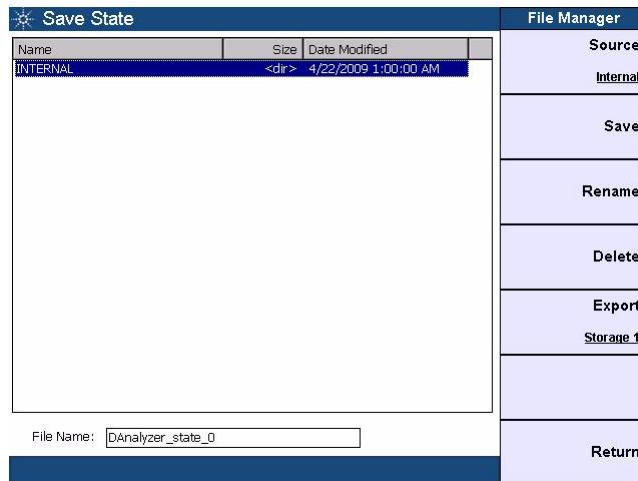 Save State
Name Size Date Modified
INTERNAL <dir> 4/22/2009 1:00:00 AM
File Name: DAnalyzer_state_0
File Manager
Source
Internal
Save
Rename
Delete
Export
Storage 1
Return